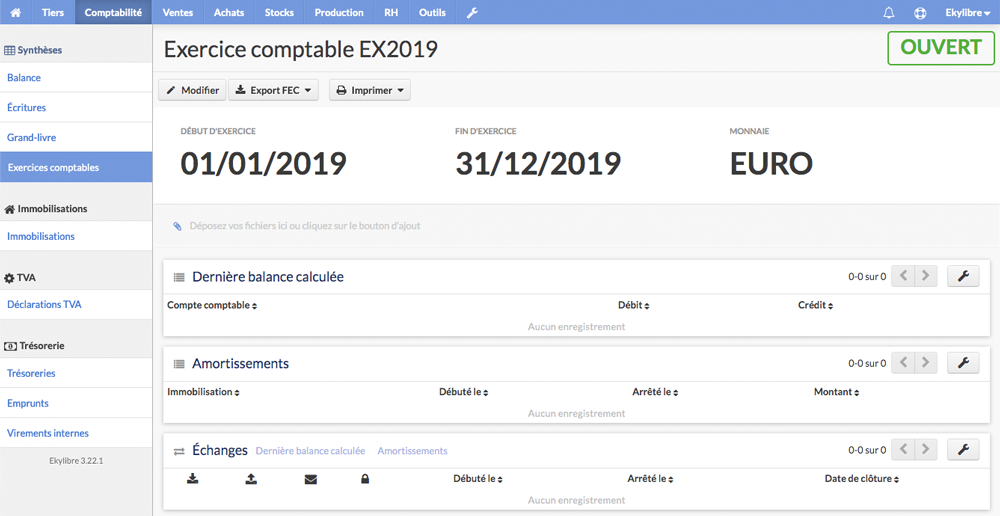 Tiers Comptabilité Ventes Achats Stocks Production RH Outils Ekylibre
Synthèses
Balance
Écritures
Grand-livre
Exercices comptables
Immobilisations
Immobilisations
TVA
Déclarations TVA
Trésorerie
Trésoreries
Emprunts
Virements internes
Ekylibre 3.22.1
Exercice comptable EX2019
OUVERT
Modifier Export FEC Imprimer
DÉBUT D'EXERCICE FIN D'EXERCICE MONNAIE
01/01/2019 31/12/2019 EURO
Déposez vos fichiers ici ou cliquez sur le bouton d'ajout
Dernière balance calculée 0-0 sur 0
Compte comptable Débit Crédit
Aucun enregistrement
Amortissements 0-0 sur 0
Immobilisation Débuté le Arrêté le Montant
Aucun enregistrement
Échanges Dernière balance calculée Amortissements 0-0 sur 0
Débuté le Arrêté le Date de clôture
Aucun enregistrement